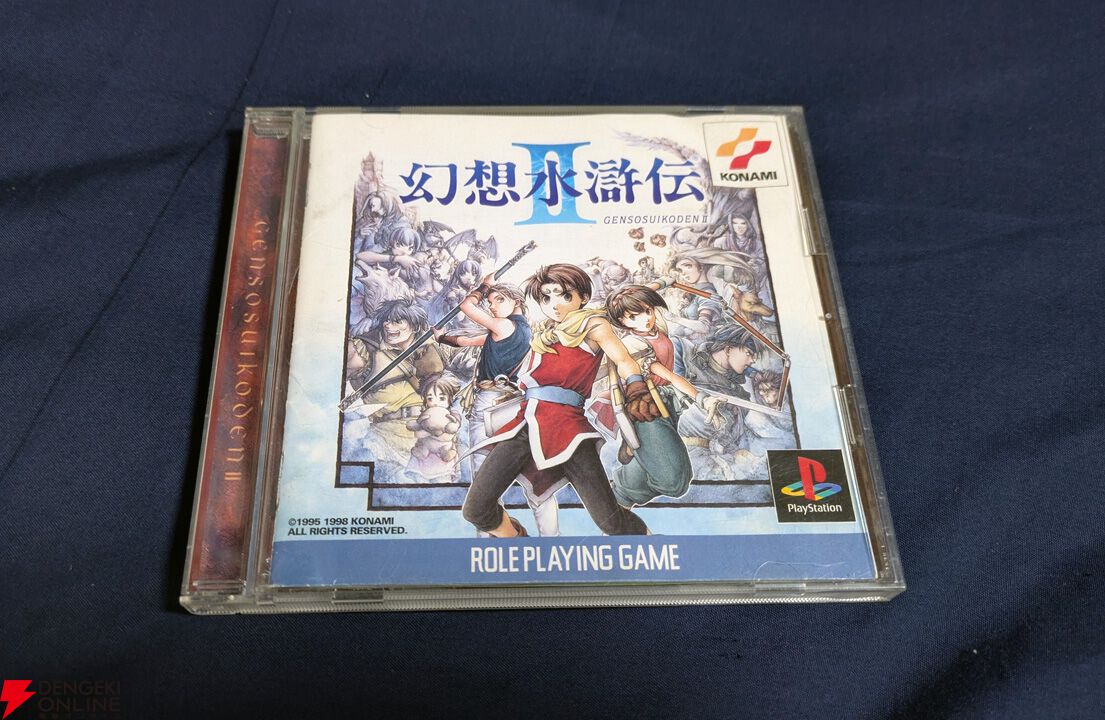 GENSOSUIKODEN II
幻想水滸伝
II
GENSOSUIKODEN II
KONAMI
PlayStation
©1995 1998 KONAMI
ALL RIGHTS RESERVED.
ROLE PLAYING GAME
DENGEKI
ONLINE